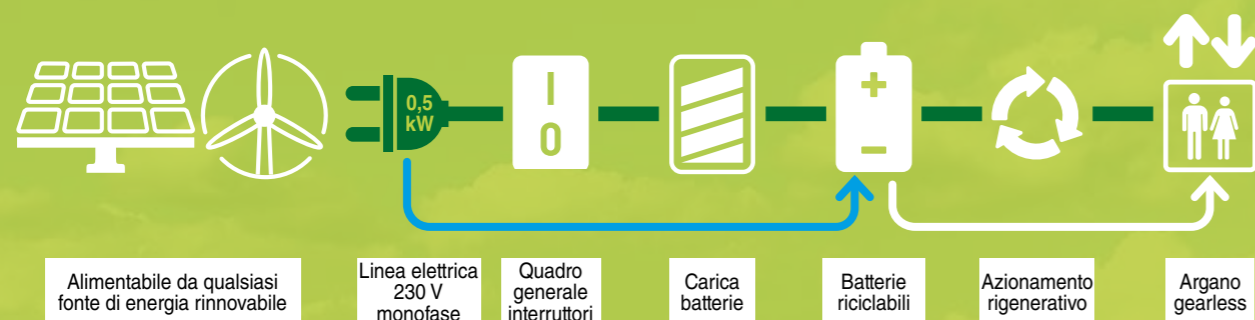 0,5
kW
I
0
+
−
Alimentabile da qualsiasi
fonte di energia rinnovabile
Linea elettrica
230 V
monofase
Quadro
generale
interruttori
Carica
batterie
Batterie
riciclabili
Azionamento
rigenerativo
Argano
gearless